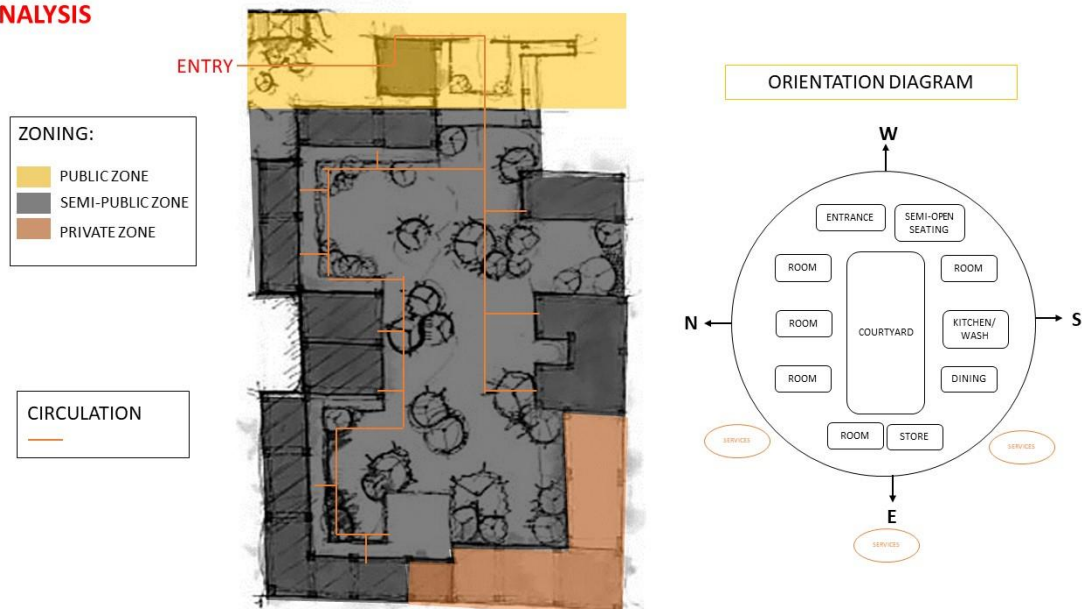 NALYSIS
ENTRY
ZONING:
PUBLIC ZONE
SEMI-PUBLIC ZONE
PRIVATE ZONE
CIRCULATION
ORIENTATION DIAGRAM
W
ENTRANCE
SEMI-OPEN
SEATING
ROOM
ROOM
N
ROOM
COURTYARD
KITCHEN/
WASH
S
ROOM
DINING
ROOM
STORE
SERVICES
SERVICES
E
SERVICES